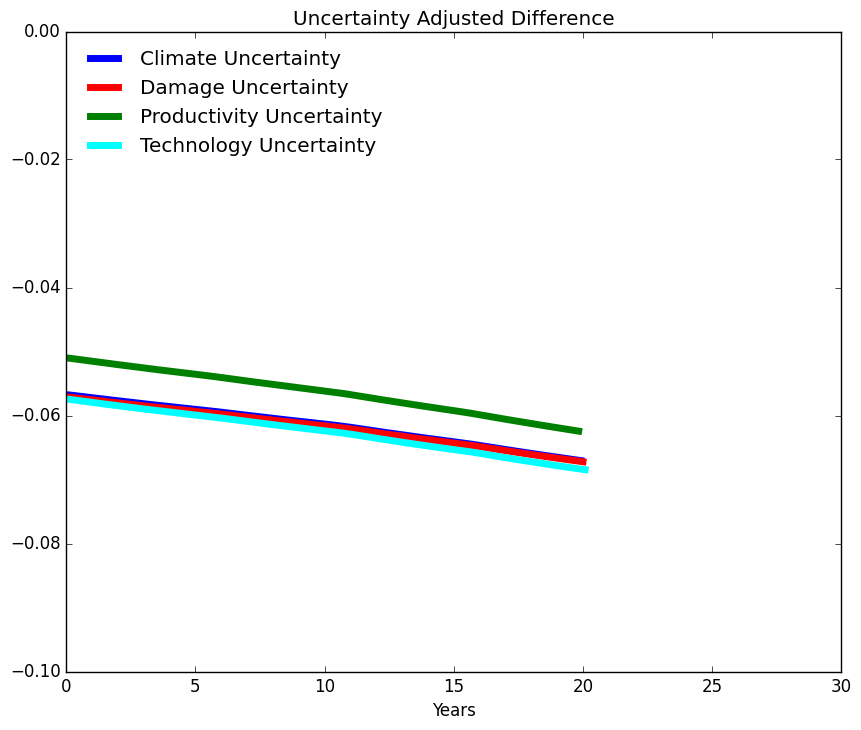 Uncertainty Adjusted Difference
0.00
Climate Uncertainty
Damage Uncertainty
Productivity Uncertainty
Technology Uncertainty
−0.02
−0.04
−0.06
−0.08
−0.10
0 5 10 15 20 25 30
Years